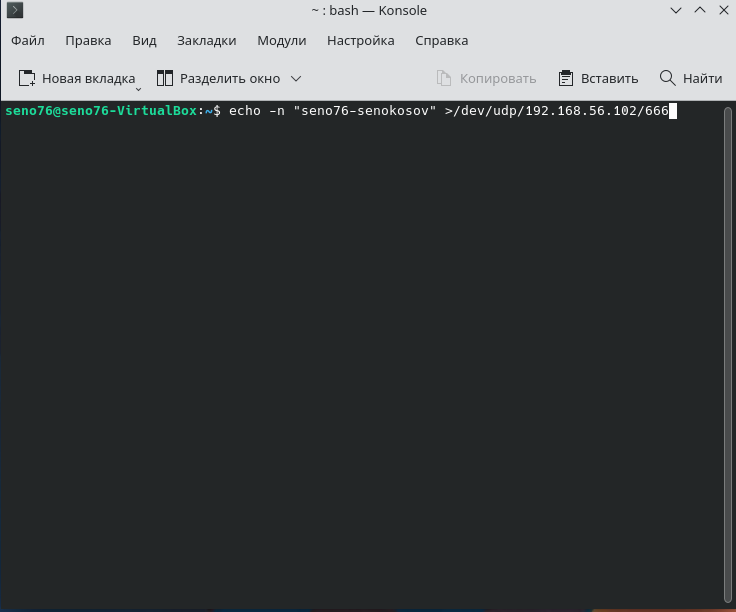 ~ : bash — Konsole
Файл Правка Вид Закладки Модули Настройка Справка
Новая вкладка Разделить окно Копировать Вставить Найти
seno76@seno76-VirtualBox:~$ echo -n "seno76-senokosov" >/dev/udp/192.168.56.102/666